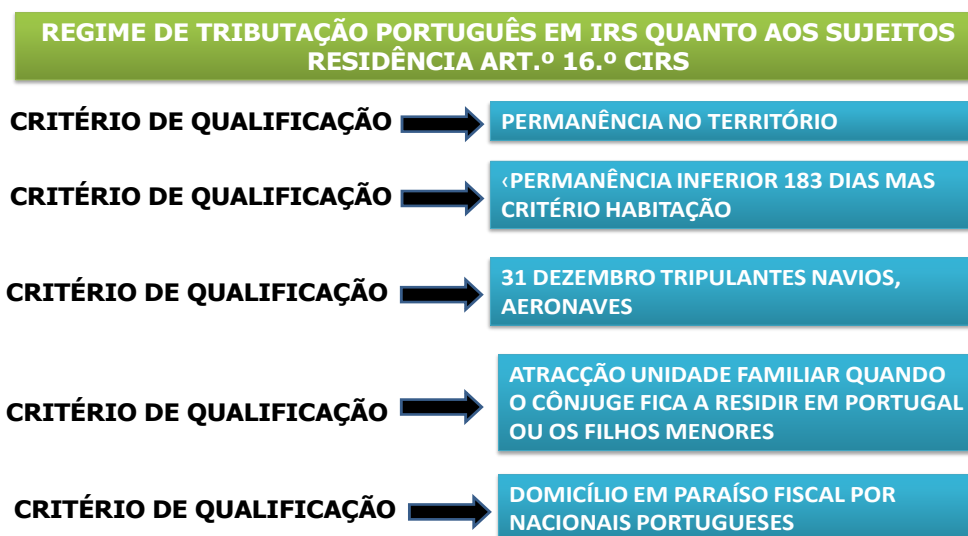 REGIME DE TRIBUTAÇÃO PORTUGUÊS EM IRS QUANTO AOS SUJEITOS
RESIDÊNCIA ART.º 16.º CIRS
CRITÉRIO DE QUALIFICAÇÃO
PERMANÊNCIA NO TERRITÓRIO
CRITÉRIO DE QUALIFICAÇÃO
‹PERMANÊNCIA INFERIOR 183 DIAS MAS
CRITÉRIO HABITAÇÃO
CRITÉRIO DE QUALIFICAÇÃO
31 DEZEMBRO TRIPULANTES NAVIOS,
AERONAVES
CRITÉRIO DE QUALIFICAÇÃO
ATRACÇÃO UNIDADE FAMILIAR QUANDO
O CÔNJUGE FICA A RESIDIR EM PORTUGAL
OU OS FILHOS MENORES
CRITÉRIO DE QUALIFICAÇÃO
DOMICÍLIO EM PARAÍSO FISCAL POR
NACIONAIS PORTUGUESES